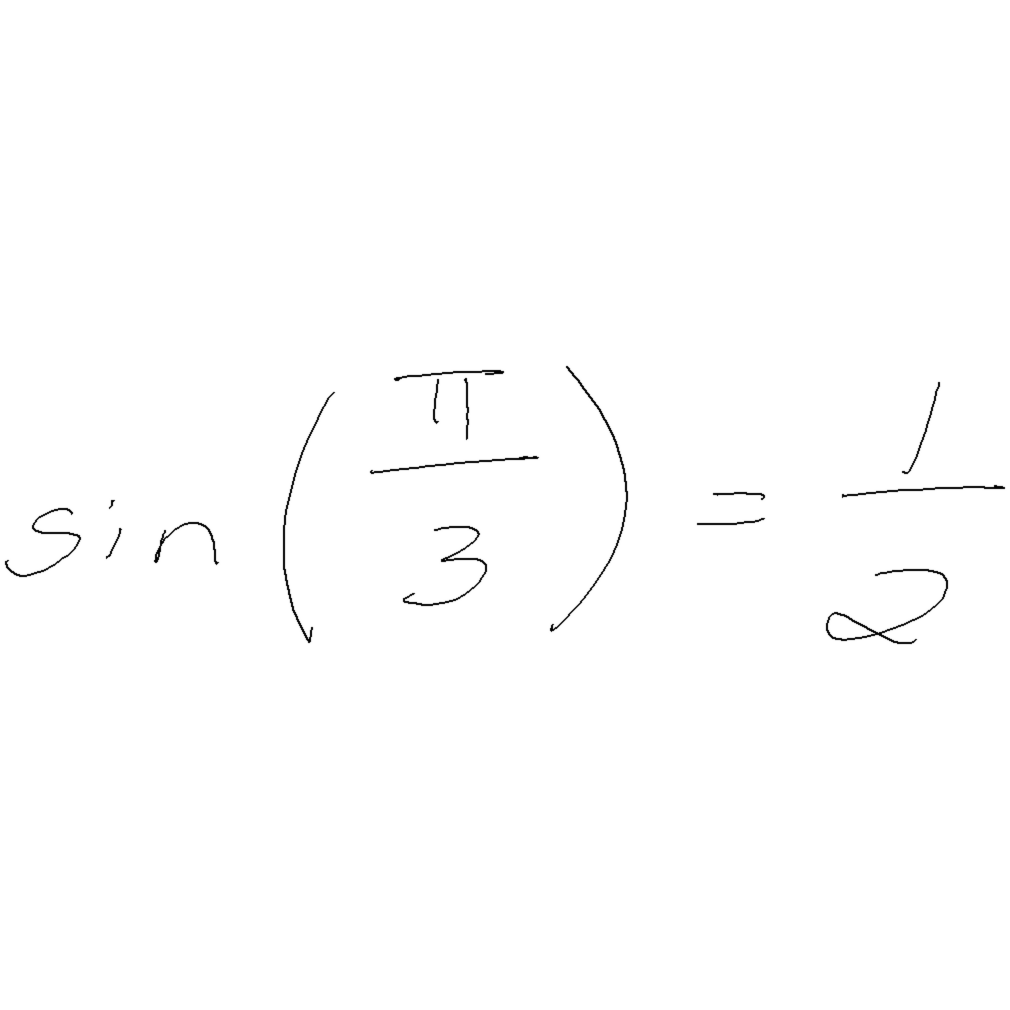 sin(π/3) = 1/2